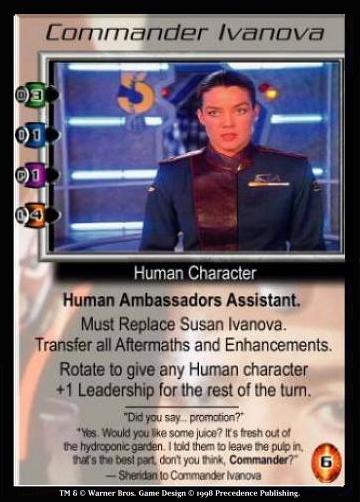 Commander Ivanova
3
1
1
4
5
Human Character
Human Ambassadors Assistant.
Must Replace Susan Ivanova.
Transfer all Aftermaths and Enhancements.
Rotate to give any Human character
+1 Leadership for the rest of the turn.
"Did you say... promotion?"
"Yes. Would you like some juice? It's fresh out of
the hydroponic garden. I told them to leave the pulp in,
that's the best part, don't you think, Commander?"
— Sheridan to Commander Ivanova
6
TM & © Warner Bros. Game Design © 1998 Precedence Publishing.